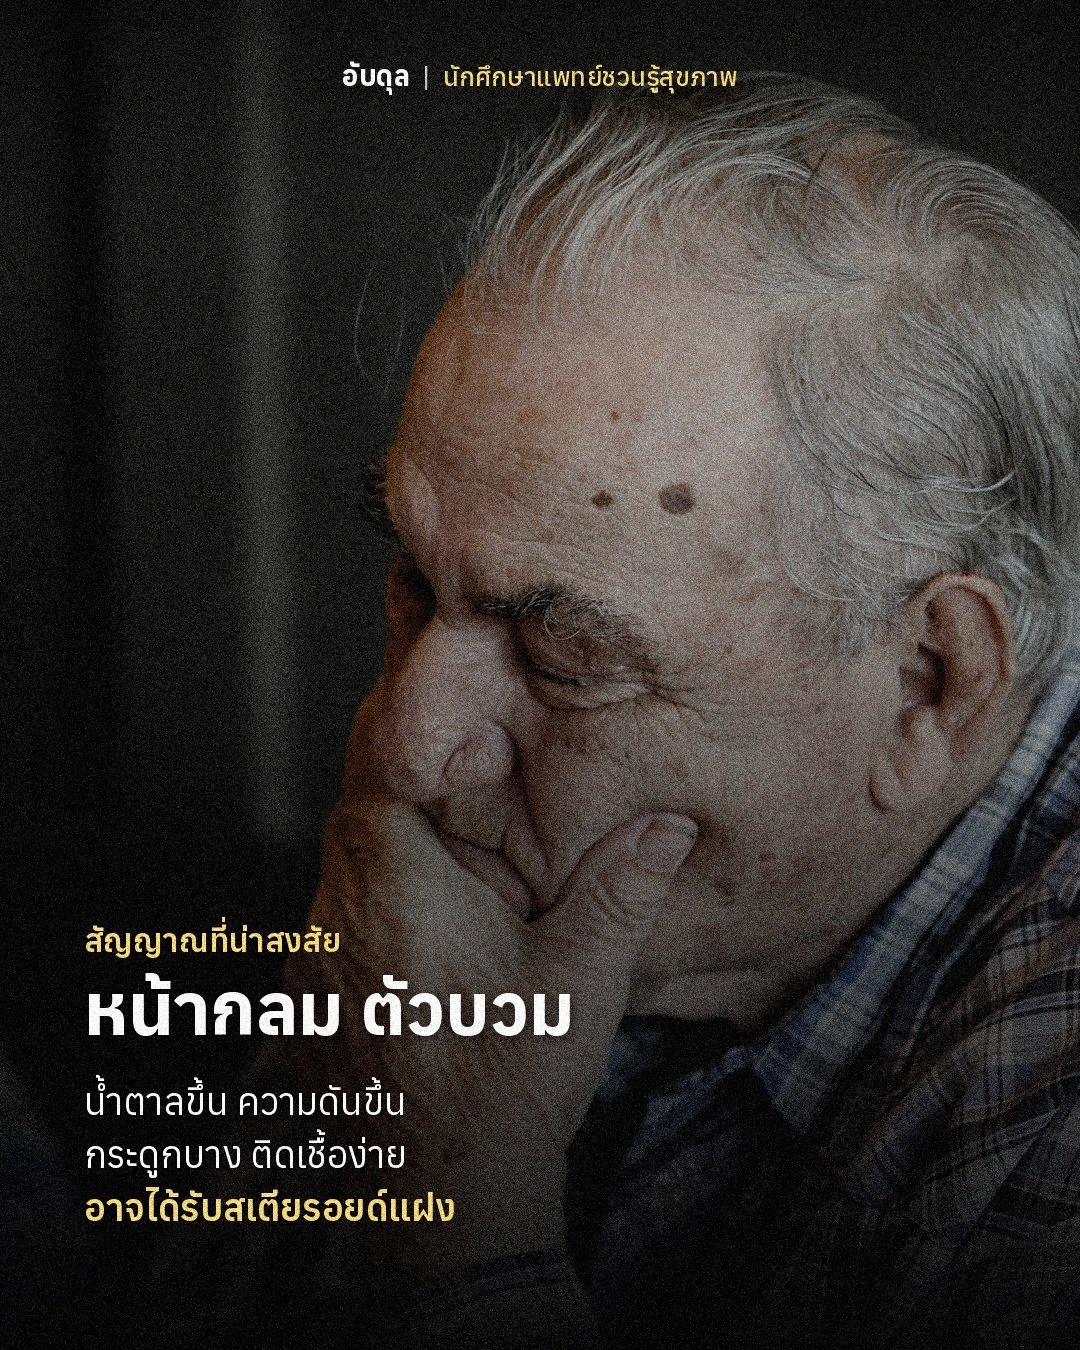 อับดุล | นักศึกษาแพทย์ชวนรู้สุขภาพ
สัญญาณที่น่าสงสัย
หน้ากลม ตัวบวม
น้ำตาลขึ้น ความดันขึ้น
กระดูกบาง ติดเชื้อง่าย
อาจได้รับสเตียรอยด์แฝง